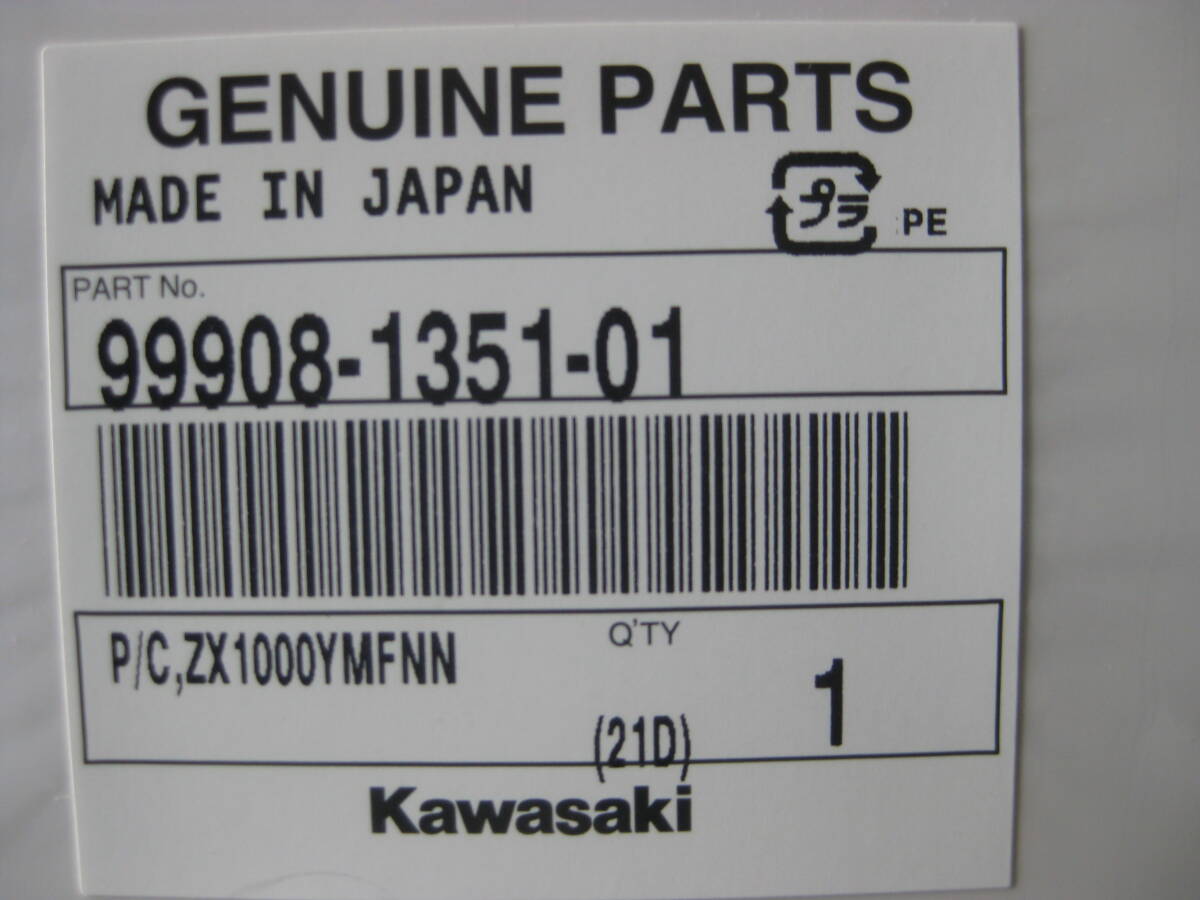 GENUINE PARTS
MADE IN JAPAN
プラ :PE
PART No.
99908-1351-01
P/C,ZX1000YMFNN
Q'TY
(21D)
1
Kawasaki